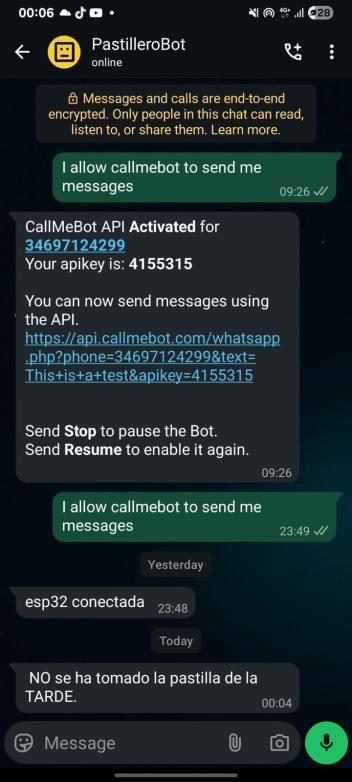 00:06
4G+
28
PastilleroBot
online
Messages and calls are end-to-end
encrypted. Only people in this chat can read,
listen to, or share them. Learn more.
I allow callmebot to send me
messages
09:26
CallMeBot API Activated for
34697124299
Your apikey is: 4155315
You can now send messages using
the API.
https://api.callmebot.com/whatsapp
.php?phone=34697124299&text=
This+is+a+test&apikey=4155315
Send Stop to pause the Bot.
Send Resume to enable it again.
09:26
I allow callmebot to send me
messages
23:49
Yesterday
esp32 conectada
23:48
Today
NO se ha tomado la pastilla de la
TARDE.
00:04
Message